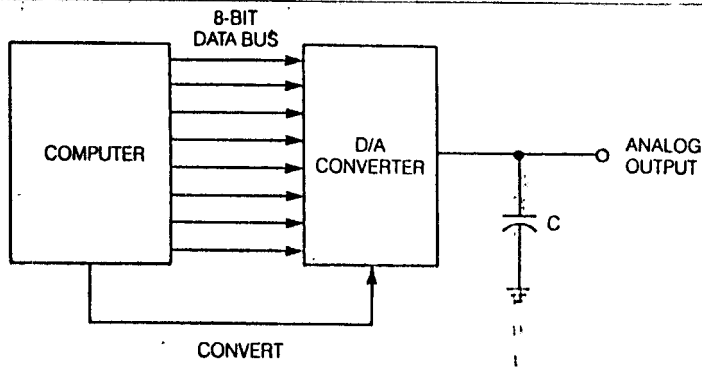 8-BIT
DATA BUS
COMPUTER
D/A
CONVERTER
ANALOG
OUTPUT
C
CONVERT